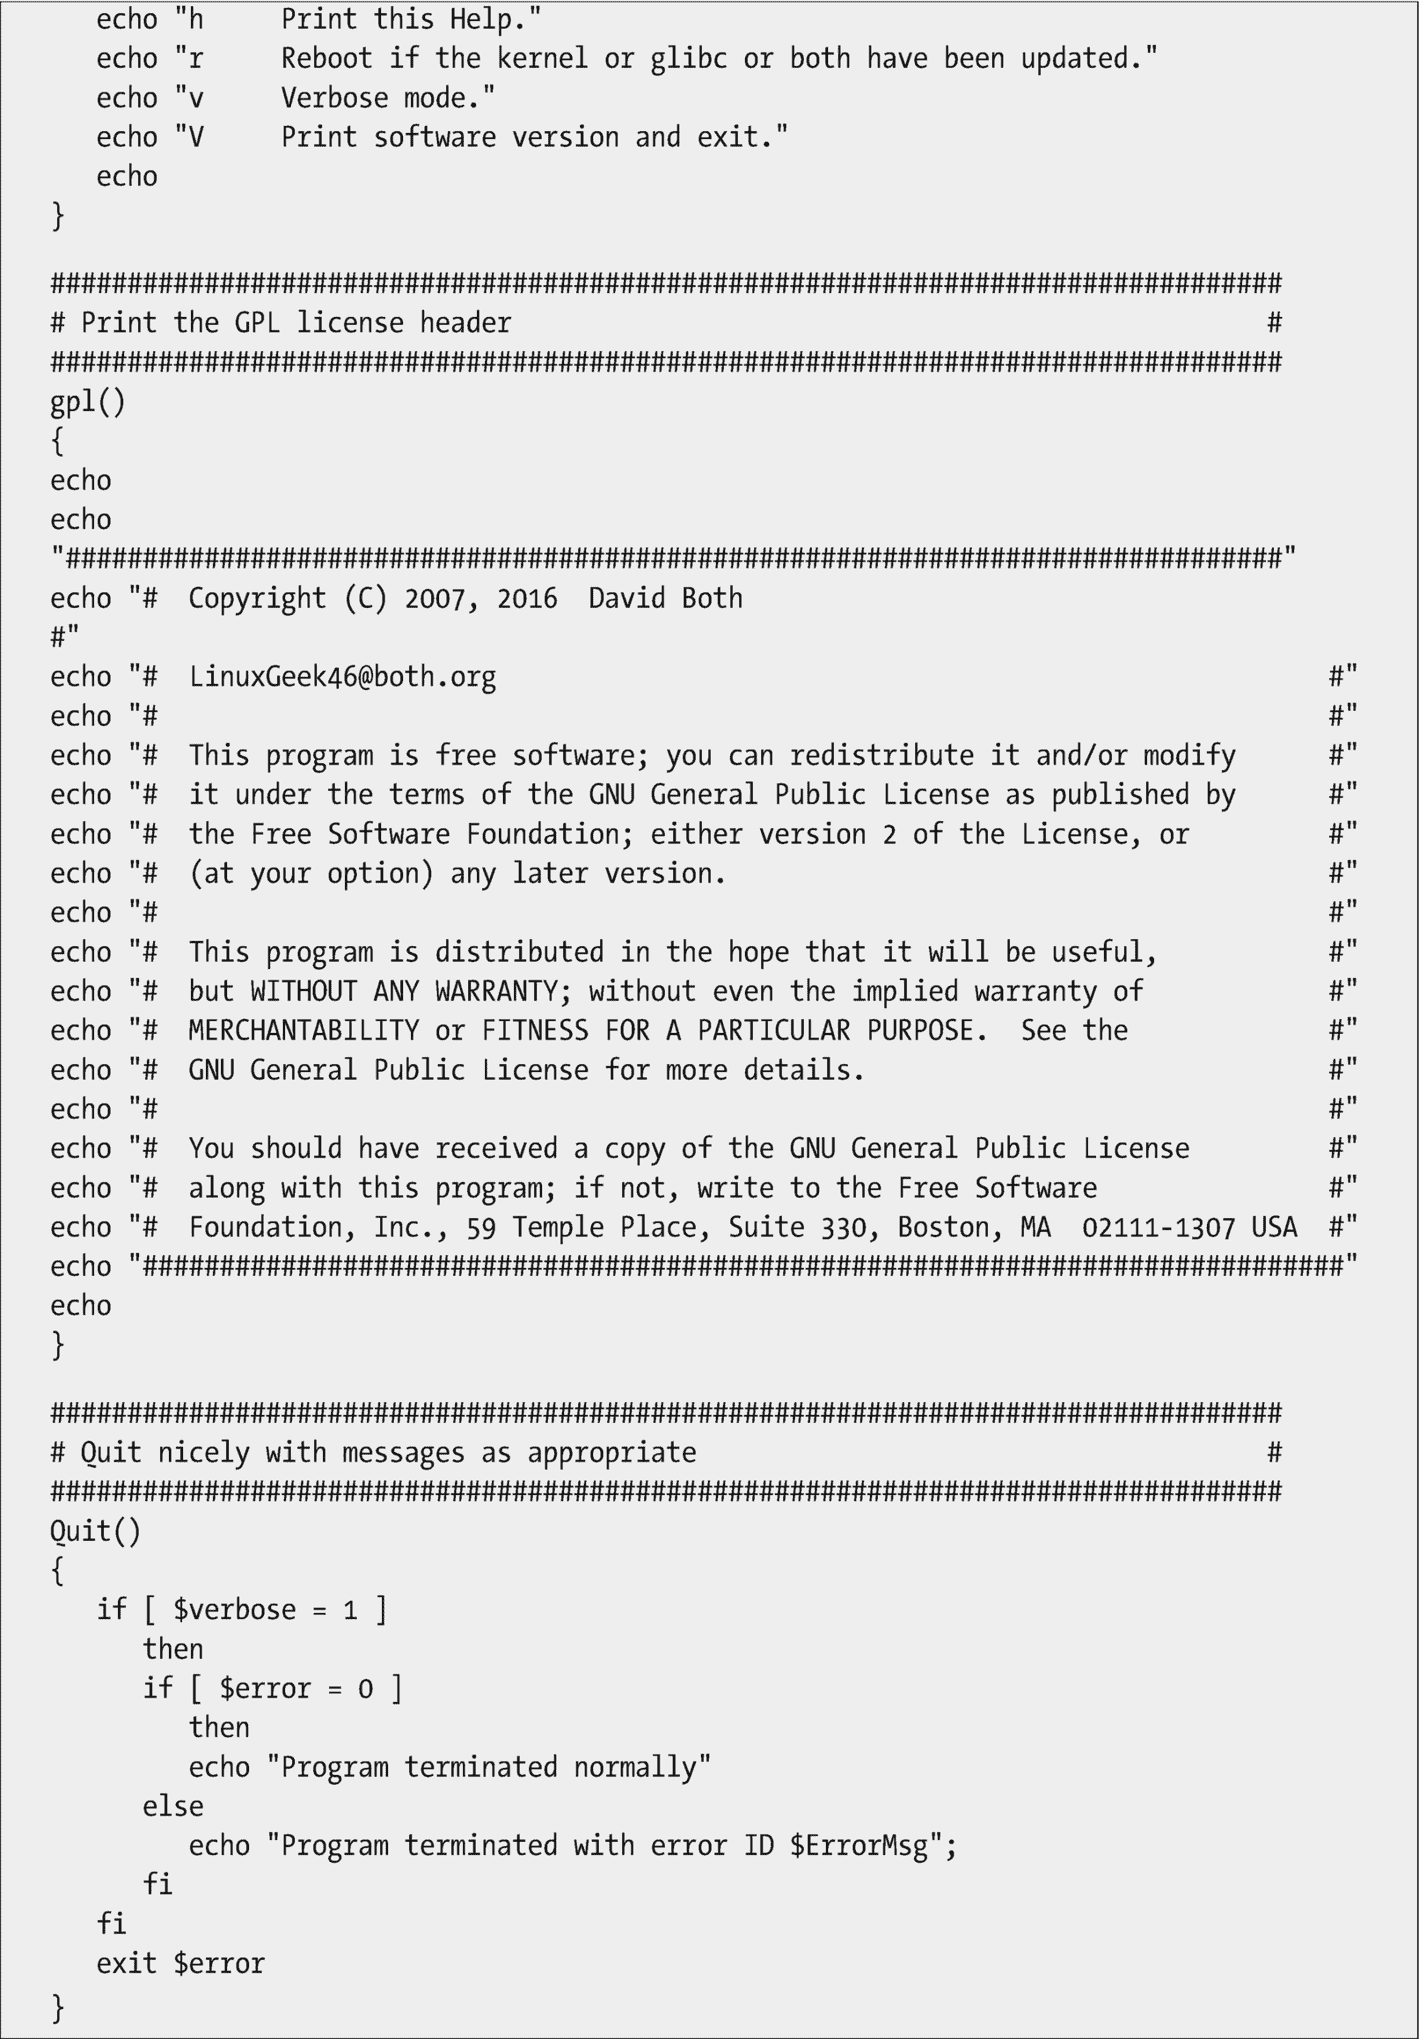 echo "h     Print this Help."
   echo "r     Reboot if the kernel or glibc or both have been updated."
   echo "v     Verbose mode."
   echo "V     Print software version and exit."
   echo
}

################################################################################
# Print the GPL license header                                                 #
################################################################################
gpl()
{
echo
echo
"###############################################################################"
echo "#  Copyright (C) 2007, 2016  David Both
#"
echo "#  LinuxGeek46@both.org                                                      #"
echo "#                                                                            #"
echo "#  This program is free software; you can redistribute it and/or modify      #"
echo "#  it under the terms of the GNU General Public License as published by      #"
echo "#  the Free Software Foundation; either version 2 of the License, or         #"
echo "#  (at your option) any later version.                                       #"
echo "#                                                                            #"
echo "#  This program is distributed in the hope that it will be useful,           #"
echo "#  but WITHOUT ANY WARRANTY; without even the implied warranty of            #"
echo "#  MERCHANTABILITY or FITNESS FOR A PARTICULAR PURPOSE.  See the             #"
echo "#  GNU General Public License for more details.                              #"
echo "#                                                                            #"
echo "#  You should have received a copy of the GNU General Public License         #"
echo "#  along with this program; if not, write to the Free Software               #"
echo "#  Foundation, Inc., 59 Temple Place, Suite 330, Boston, MA  02111-1307 USA  #"
echo "##############################################################################"
echo
}

################################################################################
# Quit nicely with messages as appropriate                                     #
################################################################################
Quit()
{
   if [ $verbose = 1 ]
      then
      if [ $error = 0 ]
         then
         echo "Program terminated normally"
      else
         echo "Program terminated with error ID $ErrorMsg";
      fi
   fi
   exit $error
}